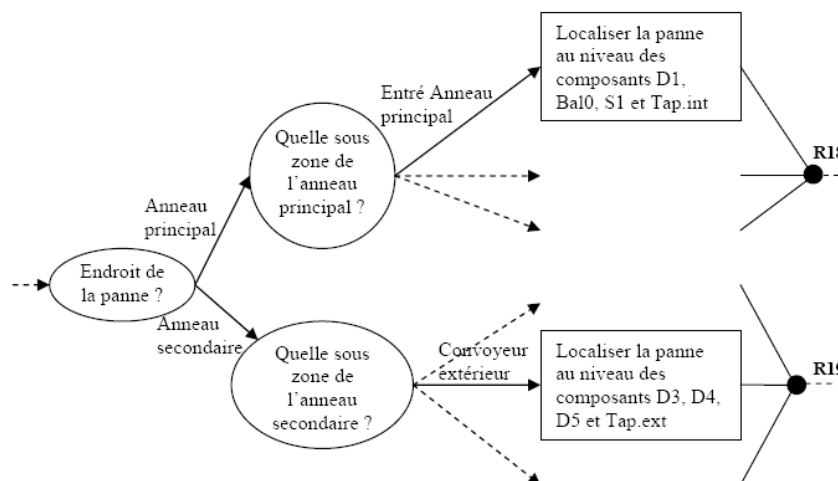 Localiser la panne
au niveau des
composants D1,
Bal0, S1 et Tap.int
Entré Anneau
principal
Quelle sous
zone de
l'anneau
principal ?
R18
Anneau
principal
Endroit de
la panne ?
Anneau
secondaire
Quelle sous
zone de
l'anneau
secondaire ?
Convoyeur
extérieur
Localiser la panne
au niveau des
composants D3, D4,
D5 et Tap.ext
R19